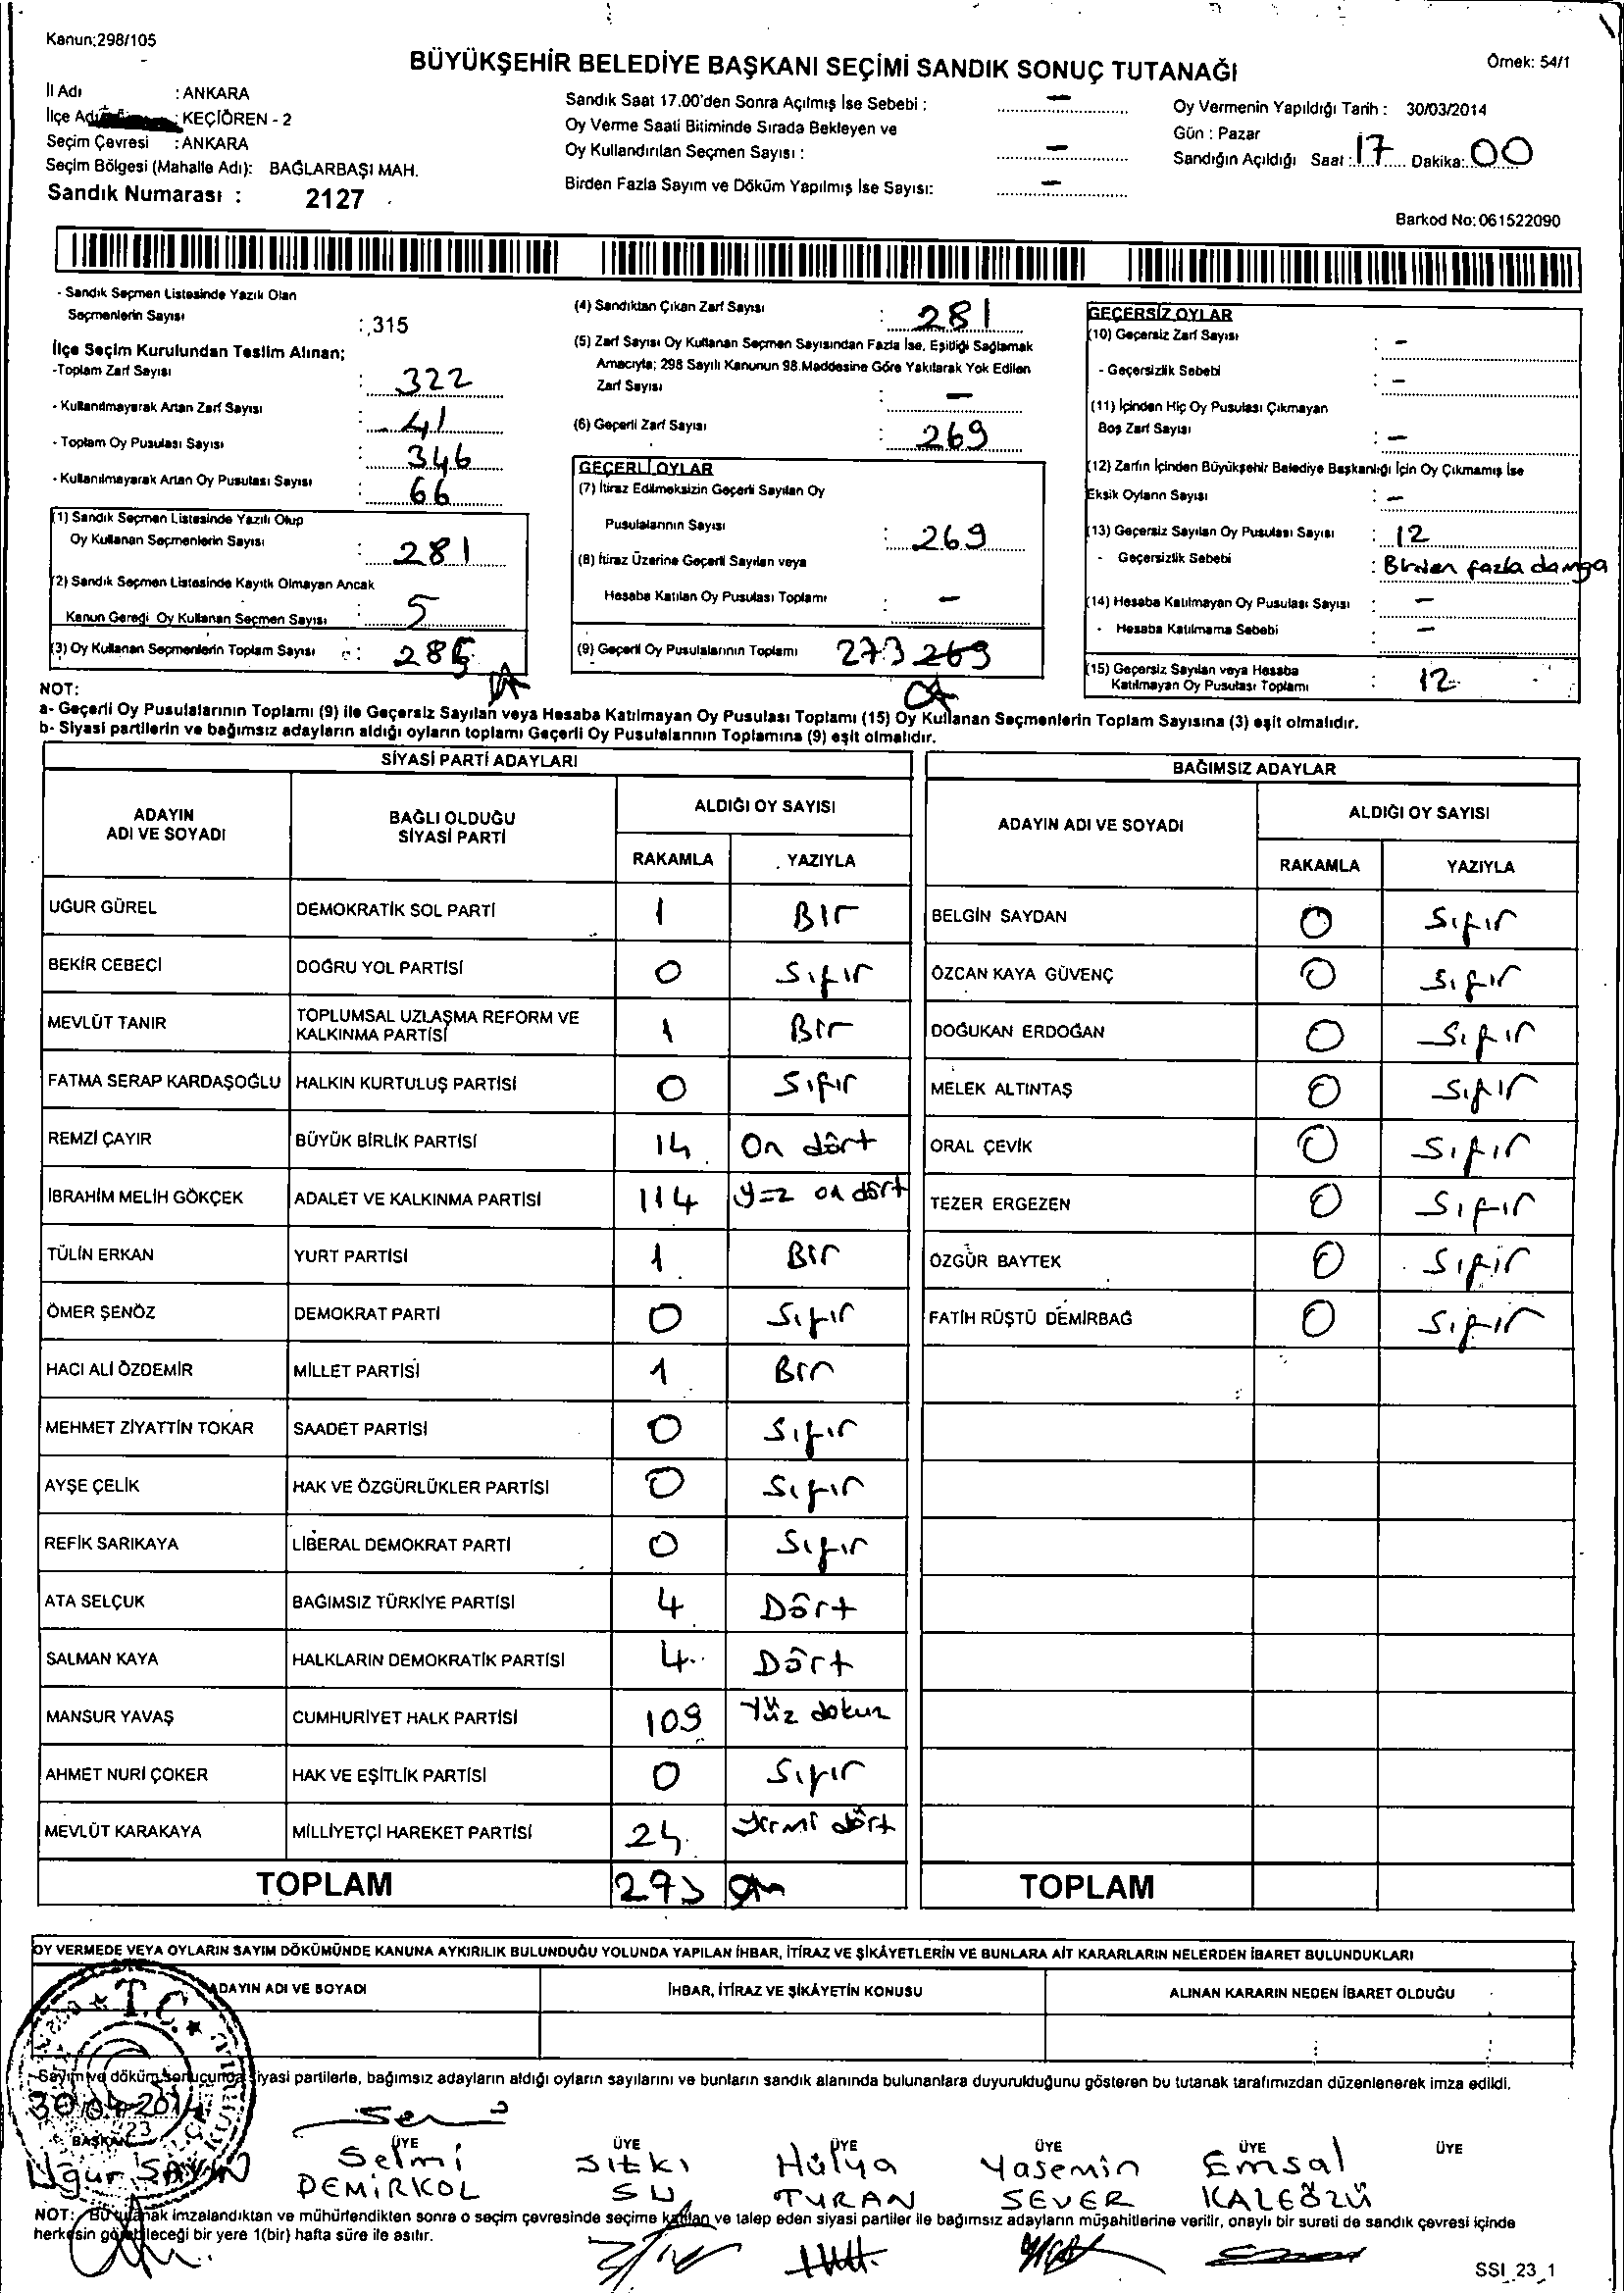 Kanun:298/105
BÜYÜKŞEHİR BELEDİYE BAŞKANI SEÇİMİ SANDIK SONUÇ TUTANAĞI
Örnek: 54/1
İl Adı : ANKARA
İlçe Adı : KEÇİÖREN - 2
Seçim Çevresi : ANKARA
Seçim Bölgesi (Mahalle Adı): BAĞLARBAŞI MAH.
Sandık Numarası : 2127
Sandık Saat 17.00'den Sonra Açılmış İse Sebebi : –
Oy Verme Saati Bitiminde Sırada Bekleyen ve
Oy Kullandırılan Seçmen Sayısı : –
Birden Fazla Sayım ve Döküm Yapılmış İse Sayısı: –
Oy Vermenin Yapıldığı Tarih : 30/03/2014
Gün : Pazar
Sandığın Açıldığı Saat : 17 Dakika: 00
Barkod No: 061522090
- Sandık Seçmen Listesinde Yazılı Olan
Seçmenlerin Sayısı : 315
İlçe Seçim Kurulundan Teslim Alınan;
-Toplam Zarf Sayısı : 322
- Kullanılmayarak Artan Zarf Sayısı : 41
- Toplam Oy Pusulası Sayısı : 346
- Kullanılmayarak Artan Oy Pusulası Sayısı : 66
(1) Sandık Seçmen Listesinde Yazılı Olup
Oy Kullanan Seçmenlerin Sayısı : 281
(2) Sandık Seçmen Listesinde Kayıtlı Olmayan Ancak
Kanun Gereği Oy Kullanan Seçmen Sayısı : 5
(3) Oy Kullanan Seçmenlerin Toplam Sayısı :
(4) Sandıktan Çıkan Zarf Sayısı : 281
(5) Zarf Sayısı Oy Kullanan Seçmen Sayısından Fazla İse, Eşitliği Sağlamak
Amacıyla; 298 Sayılı Kanunun 98.Maddesine Göre Yakılarak Yok Edilen
Zarf Sayısı : –
(6) Geçerli Zarf Sayısı : 269
GEÇERLİ OYLAR
(7) İtiraz Edilmeksizin Geçerli Sayılan Oy
Pusulalarının Sayısı : 269
(8) İtiraz Üzerine Geçerli Sayılan veya
Hesaba Katılan Oy Pusulası Toplamı : –
(9) Geçerli Oy Pusulalarının Toplamı 273 269
GEÇERSİZ OYLAR
(10) Geçersiz Zarf Sayısı : –
- Geçersizlik Sebebi : –
(11) İçinden Hiç Oy Pusulası Çıkmayan
Boş Zarf Sayısı : –
(12) Zarfın İçinden Büyükşehir Belediye Başkanlığı İçin Oy Çıkmamış İse
Eksik Oyların Sayısı : –
(13) Geçersiz Sayılan Oy Pusulası Sayısı : 12
- Geçersizlik Sebebi : Birden fazla damga
(14) Hesaba Katılmayan Oy Pusulası Sayısı : –
- Hesaba Katılmama Sebebi : –
(15) Geçersiz Sayılan veya Hesaba
Katılmayan Oy Pusulası Toplamı : 12
NOT:
a- Geçerli Oy Pusulalarının Toplamı (9) ile Geçersiz Sayılan veya Hesaba Katılmayan Oy Pusulası Toplamı (15) Oy Kullanan Seçmenlerin Toplam Sayısına (3) eşit olmalıdır.
b- Siyasi partilerin ve bağımsız adayların aldığı oyların toplamı Geçerli Oy Pusulalarının Toplamına (9) eşit olmalıdır.
SİYASİ PARTİ ADAYLARI
ADAYIN ADI VE SOYADI
BAĞLI OLDUĞU SİYASİ PARTİ
ALDIĞI OY SAYISI
RAKAMLA YAZIYLA
UĞUR GÜREL DEMOKRATİK SOL PARTİ 1 Bir
BEKİR CEBECİ DOĞRU YOL PARTİSİ 0 Sıfır
MEVLÜT TANIR TOPLUMSAL UZLAŞMA REFORM VE KALKINMA PARTİSİ 1 Bir
FATMA SERAP KARDAŞOĞLU HALKIN KURTULUŞ PARTİSİ 0 Sıfır
REMZİ ÇAYIR BÜYÜK BİRLİK PARTİSİ 14 On dört
İBRAHİM MELİH GÖKÇEK ADALET VE KALKINMA PARTİSİ 114 yüz on dört
TÜLİN ERKAN YURT PARTİSİ 1 Bir
ÖMER ŞENÖZ DEMOKRAT PARTİ 0 Sıfır
HACI ALİ ÖZDEMİR MİLLET PARTİSİ 1 Bir
MEHMET ZİYATTİN TOKAR SAADET PARTİSİ 0 Sıfır
AYŞE ÇELİK HAK VE ÖZGÜRLÜKLER PARTİSİ 0 Sıfır
REFİK SARIKAYA LİBERAL DEMOKRAT PARTİ 0 Sıfır
ATA SELÇUK BAĞIMSIZ TÜRKİYE PARTİSİ 4 Dört
SALMAN KAYA HALKLARIN DEMOKRATİK PARTİSİ 4 Dört
MANSUR YAVAŞ CUMHURİYET HALK PARTİSİ 109 Yüz dokuz
AHMET NURİ ÇOKER HAK VE EŞİTLİK PARTİSİ 0 Sıfır
MEVLÜT KARAKAYA MİLLİYETÇİ HAREKET PARTİSİ 24 Yirmi dört
TOPLAM 273
BAĞIMSIZ ADAYLAR
ADAYIN ADI VE SOYADI
ALDIĞI OY SAYISI
RAKAMLA YAZIYLA
BELGİN SAYDAN 0 Sıfır
ÖZCAN KAYA GÜVENÇ 0 Sıfır
DOĞUKAN ERDOĞAN 0 Sıfır
MELEK ALTINTAŞ 0 Sıfır
ORAL ÇEVİK 0 Sıfır
TEZER ERGEZEN 0 Sıfır
ÖZGÜR BAYTEK 0 Sıfır
FATİH RÜŞTÜ DEMİRBAĞ 0 Sıfır
TOPLAM
OY VERMEDE VEYA OYLARIN SAYIM DÖKÜMÜNDE KANUNA AYKIRILIK BULUNDUĞU YOLUNDA YAPILAN İHBAR, İTİRAZ VE ŞİKÂYETLERİN VE BUNLARA AİT KARARLARIN NELERDEN İBARET BULUNDUKLARI
ADAYIN ADI VE SOYADI
İHBAR, İTİRAZ VE ŞİKÂYETİN KONUSU
ALINAN KARARIN NEDEN İBARET OLDUĞU
T.C.
Sayım ve döküm sonucunda siyasi partilerle, bağımsız adayların aldığı oyların sayılarını ve bunların sandık alanında bulunanlara duyurulduğunu gösteren bu tutanak tarafımızdan düzenlenerek imza edildi.
BAŞKAN ÜYE ÜYE ÜYE ÜYE ÜYE ÜYE
Uğur SAYIN
Selmi DEMİRKOL
Sıtkı SU
Hülya TURAN
Yasemin SEVER
Emsal KALEÖZÜ
NOT: Bu tutanak imzalandıktan ve mühürlendikten sonra o seçim çevresinde seçime katılan ve talep eden siyasi partiler ile bağımsız adayların müşahitlerine verilir, onaylı bir sureti de sandık çevresi içinde
herkesin görebileceği bir yere 1(bir) hafta süre ile asılır.
SSI_23_1